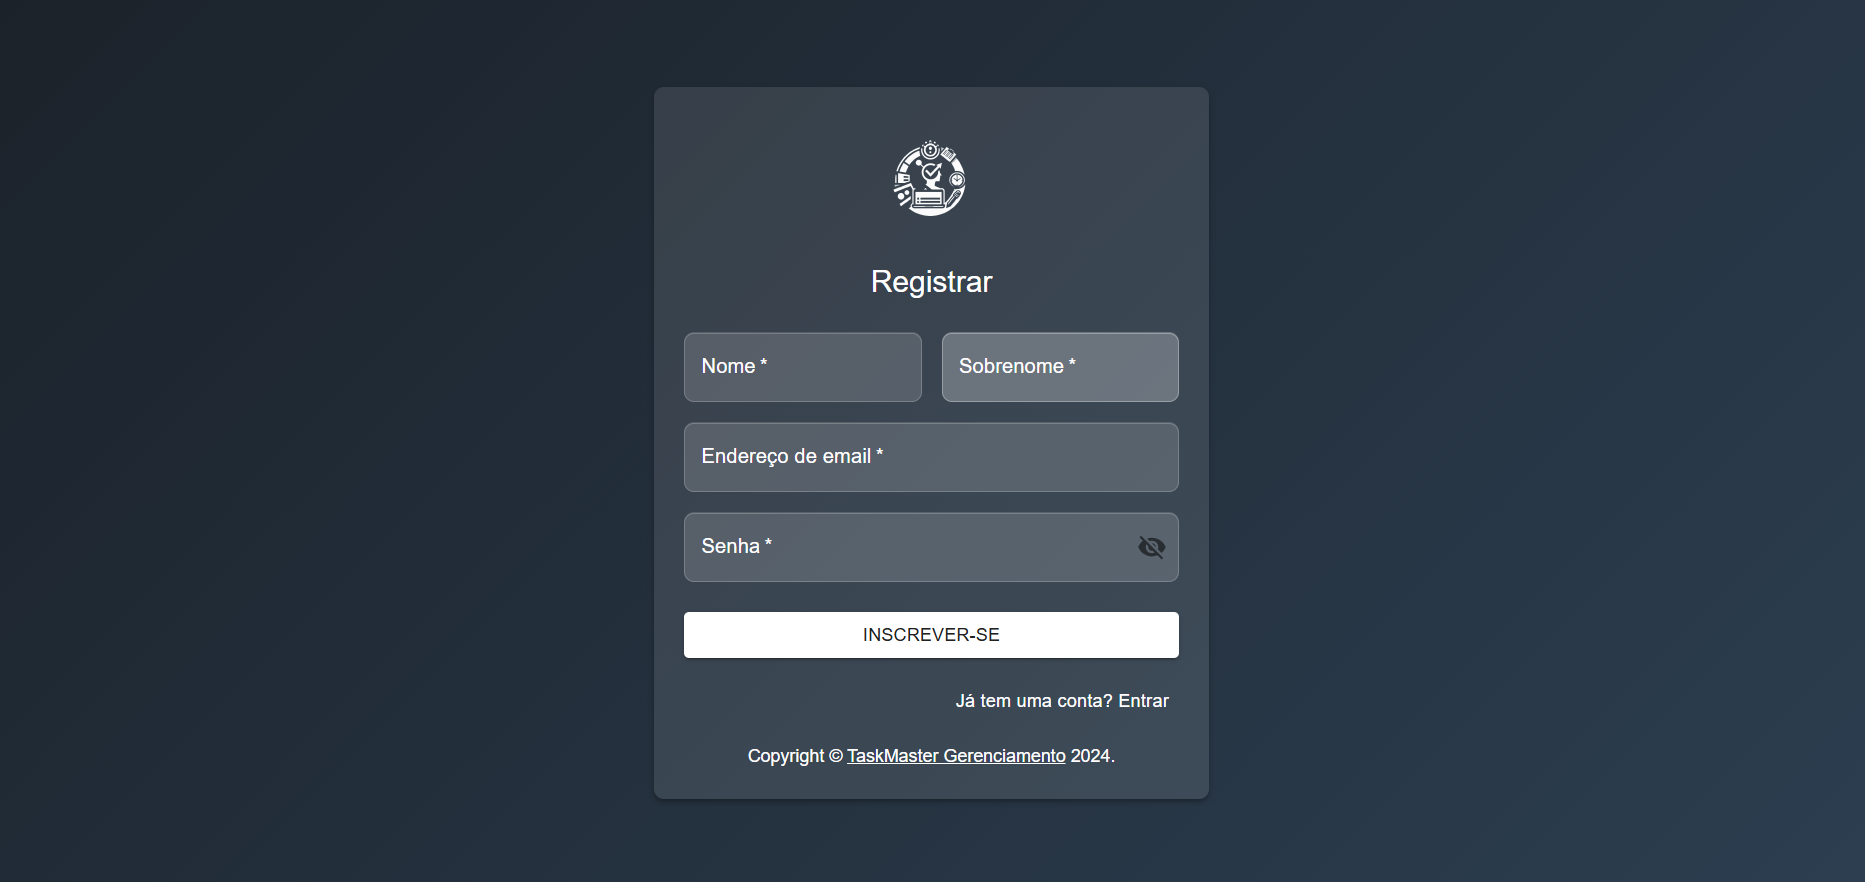 Registrar
Nome *
Sobrenome *
Endereço de email *
Senha *
INSCREVER-SE
Já tem uma conta? Entrar
Copyright © TaskMaster Gerenciamento 2024.